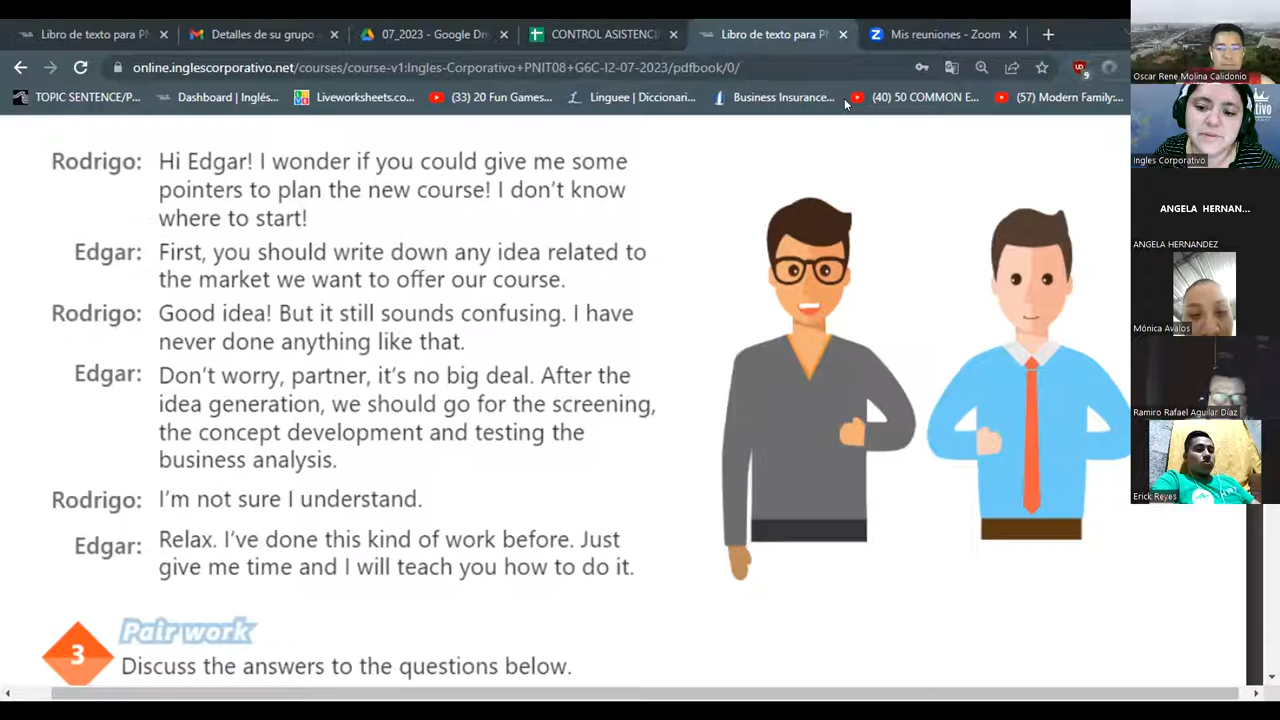 Libro de texto para PN
Detalles de su grupo
07_2023 - Google Dr
CONTROL ASISTENCI
Libro de texto para PN
Mis reuniones - Zoom
online.inglescorporativo.net/courses/course-v1:Ingles-Corporativo+PNIT08+G6C-I2-07-2023/pdfbook/0/
9
TOPIC SENTENCE/P...
Dashboard | Inglés...
Liveworksheets.co...
(33) 27 Fun Games...
Linguee | Diccionari...
Business Insurance...
(40) 50 COMMON E...
(57) Modern Family:...
Rodrigo: Hi Edgar! I wonder if you could give me some
pointers to plan the new course! I don't know
where to start!
Edgar: First, you should write down any idea related to
the market we want to offer our course.
Rodrigo: Good idea! But it still sounds confusing. I have
never done anything like that.
Edgar: Don't worry, partner, it's no big deal. After the
idea generation, we should go for the screening,
the concept development and testing the
business analysis.
Rodrigo: I'm not sure I understand.
Edgar: Relax. I've done this kind of work before. Just
give me time and I will teach you how to do it.
Pair work
3
Discuss the answers to the questions below.
Oscar Rene Molina Calidonio
Ingles Corporativo
ANGELA HERNAN...
ANGELA HERNANDEZ
Mónica Avalos
Ramiro Rafael Aguilar Díaz
Erick Reyes